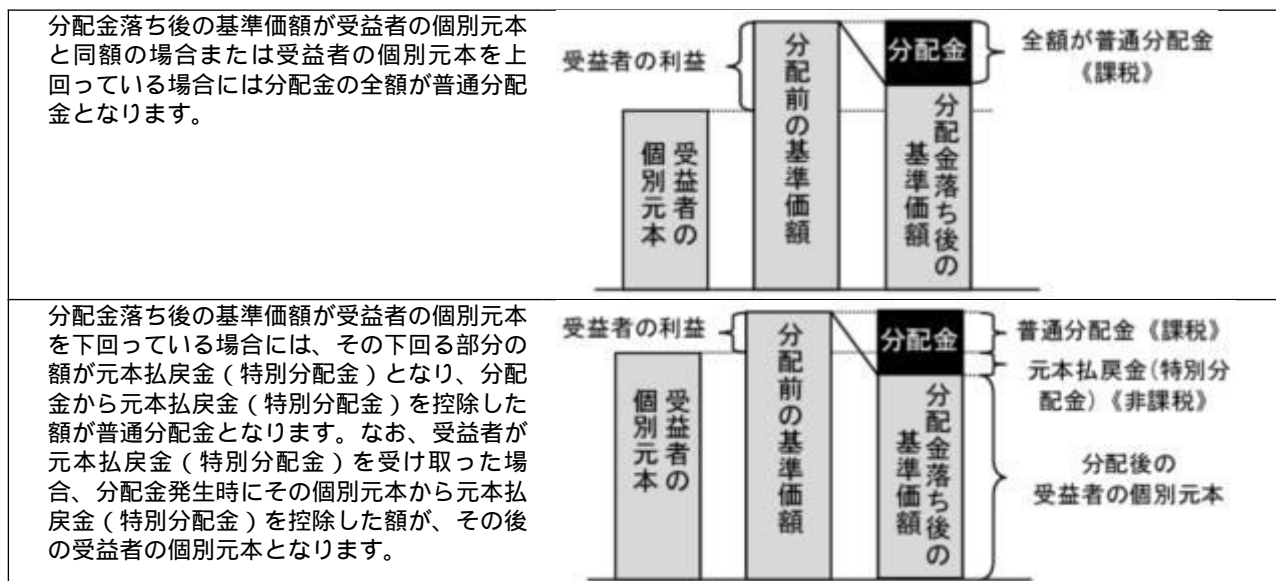 分配金落ち後の基準価額が受益者の個別元本
と同額の場合または受益者の個別元本を上
回っている場合には分配金の全額が普通分配
金となります。
受益者の利益
受益者の
個別元本
分配前の基準価額
分配金
分配金落ち後の
基準価額
全額が普通分配金
《課税》
分配金落ち後の基準価額が受益者の個別元本
を下回っている場合には、その下回る部分の
額が元本払戻金(特別分配金)となり、分配
金から元本払戻金(特別分配金)を控除した
額が普通分配金となります。なお、受益者が
元本払戻金(特別分配金)を受け取った場
合、分配金発生時にその個別元本から元本払
戻金(特別分配金)を控除した額が、その後
の受益者の個別元本となります。
受益者の利益
受益者の
個別元本
分配前の基準価額
分配金
分配金落ち後の
基準価額
普通分配金《課税》
元本払戻金(特別分
配金)《非課税》
分配後の
受益者の個別元本